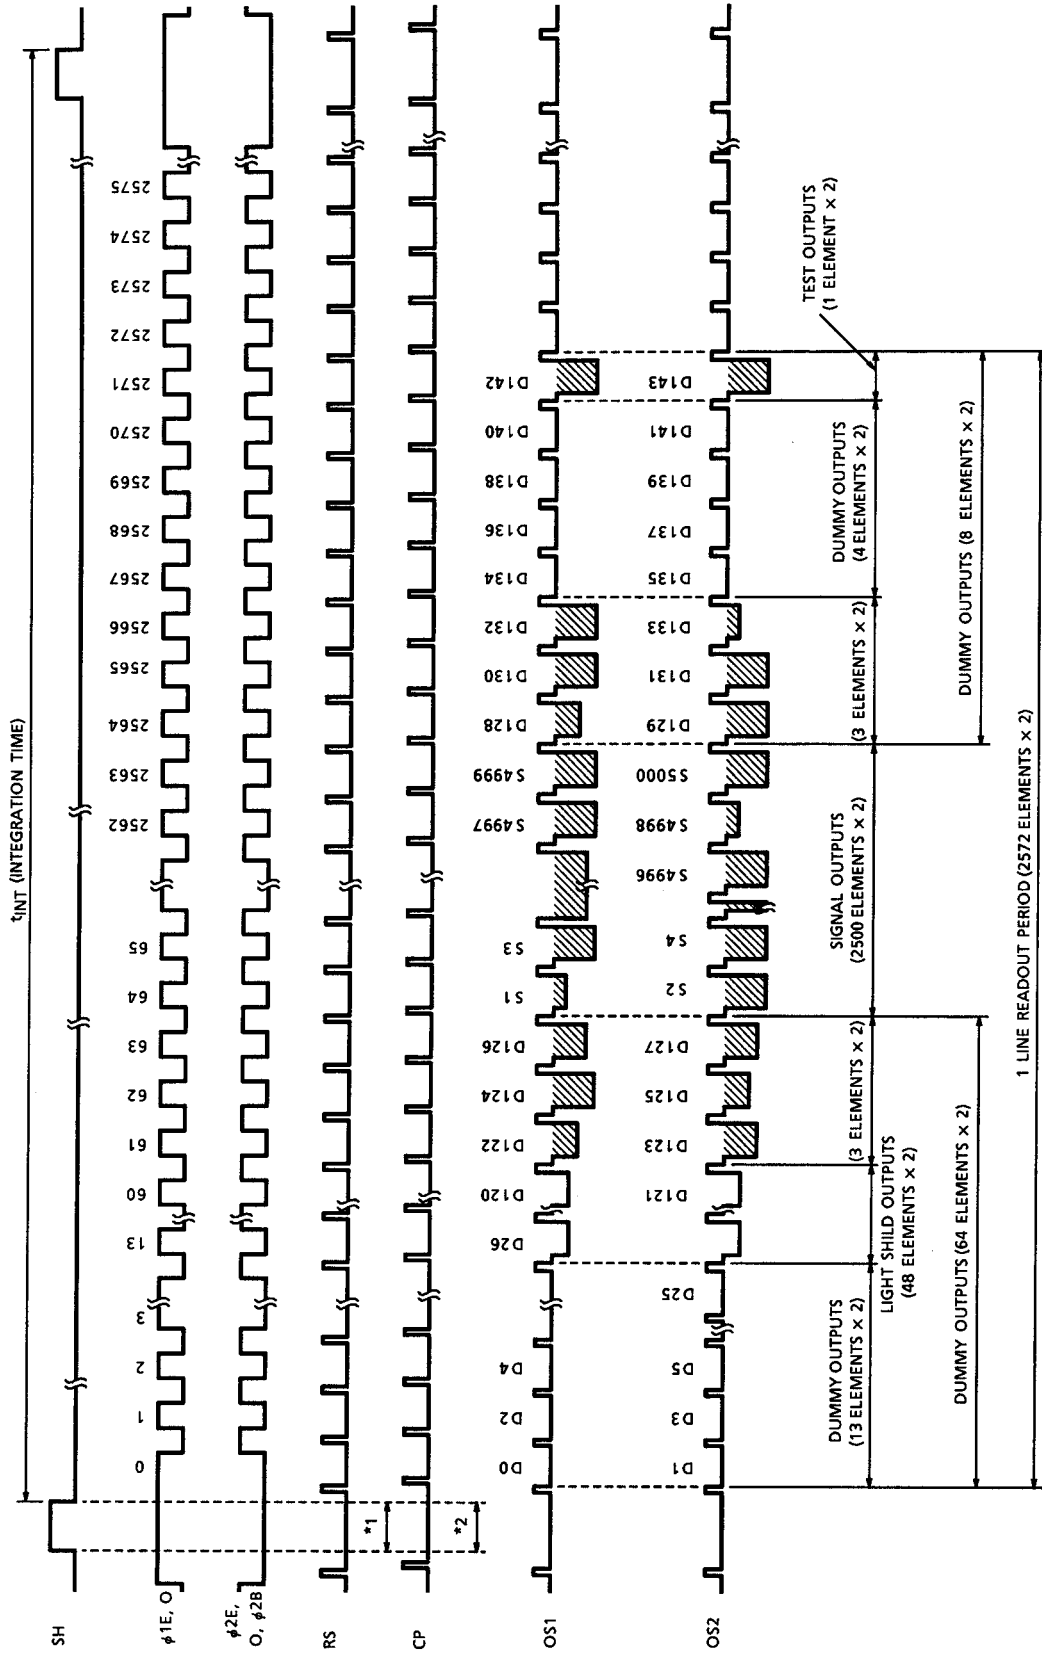 tINT (INTEGRATION TIME)
SH
φ1E, O
0 1 2 3 13 60 61 62 63 64 65 2562 2563 2564 2565 2566 2567 2568 2569 2570 2571 2572 2573 2574 2575
φ2E,
O, φ2B
RS
*1
CP
*2
OS1
D0 D2 D4 D26 D120 D122 D124 D126 S1 S3 S4997 S4999 D128 D130 D132 D134 D136 D138 D140 D142
OS2
D1 D3 D5 D25 D121 D123 D125 D127 S2 S4 S4996 S4998 S5000 D129 D131 D133 D135 D137 D139 D141 D143
DUMMY OUTPUTS
(13 ELEMENTS × 2)
LIGHT SHILD OUTPUTS
(48 ELEMENTS × 2)
(3 ELEMENTS × 2)
SIGNAL OUTPUTS
(2500 ELEMENTS × 2)
(3 ELEMENTS × 2)
DUMMY OUTPUTS
(4 ELEMENTS × 2)
TEST OUTPUTS
(1 ELEMENT × 2)
DUMMY OUTPUTS (64 ELEMENTS × 2)
DUMMY OUTPUTS (8 ELEMENTS × 2)
1 LINE READOUT PERIOD (2572 ELEMENTS × 2)